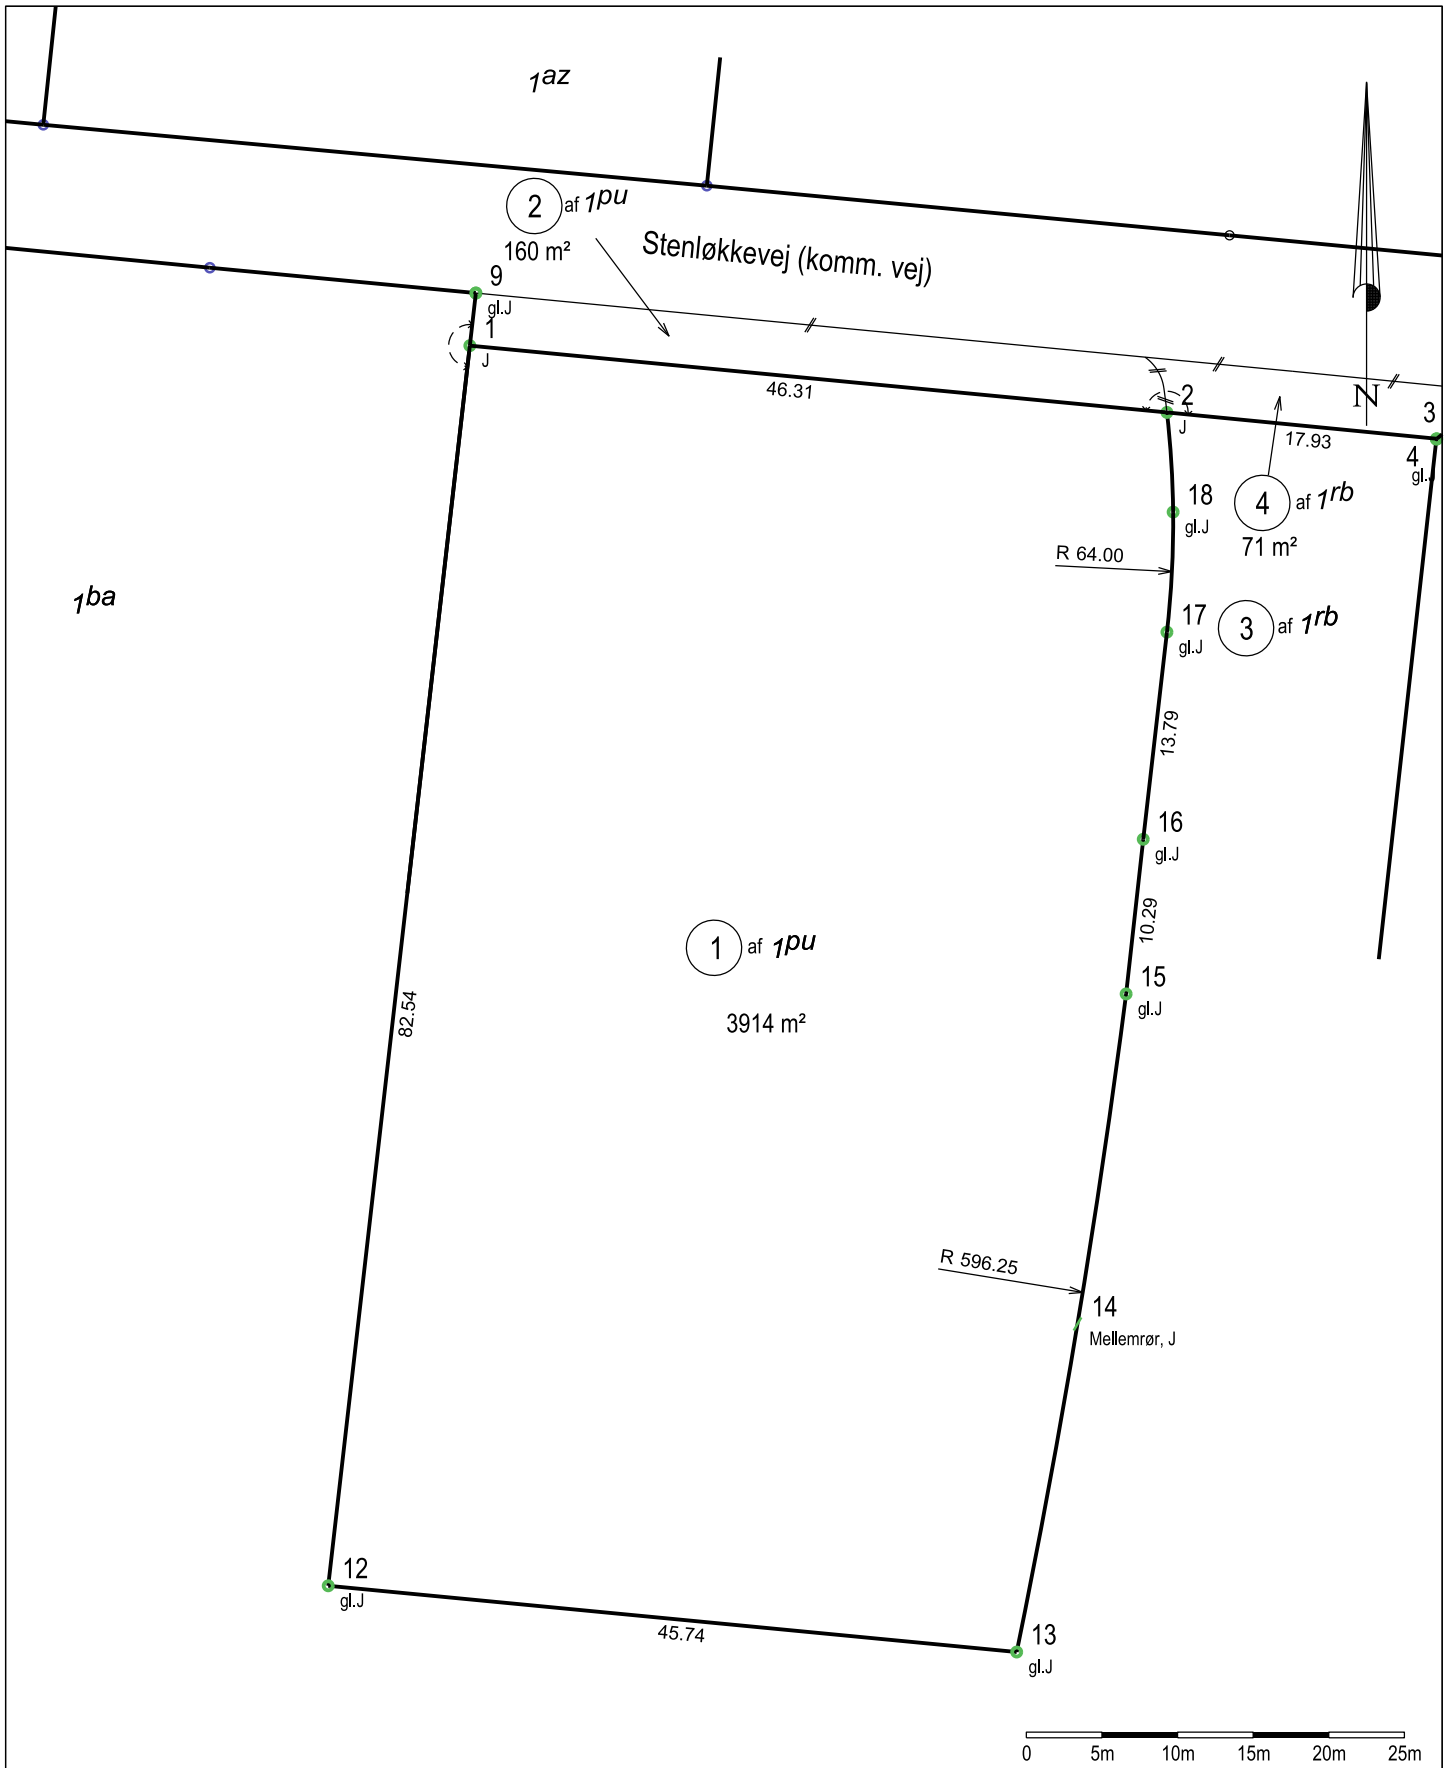 1az
2 af 1pu
160 m²
Stenløkkevej (komm. vej)
9
gl.J
1
J
46.31
2
J
17.93
N
3
4
gl.J
18
gl.J
4 af 1rb
71 m²
R 64.00
1ba
17
gl.J
3 af 1rb
13.79
16
gl.J
10.29
1 af 1pu
15
gl.J
3914 m²
82.54
R 596.25
14
Mellemrør, J
12
gl.J
45.74
13
gl.J
0 5m 10m 15m 20m 25m